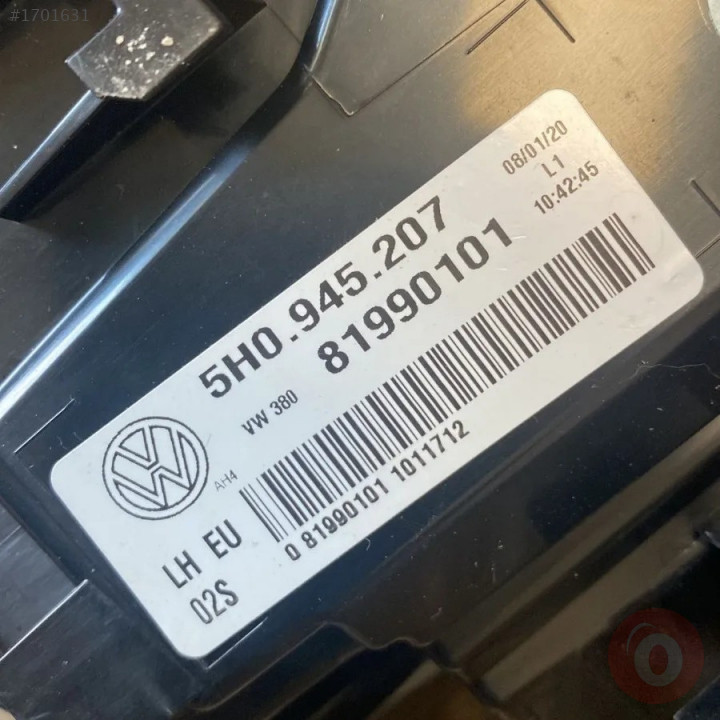 #1701631
08/01/20
L1
10:42:45
5H0.945.207
81990101
VW 380
AH4
0 81990101 1011712
LH EU
02S